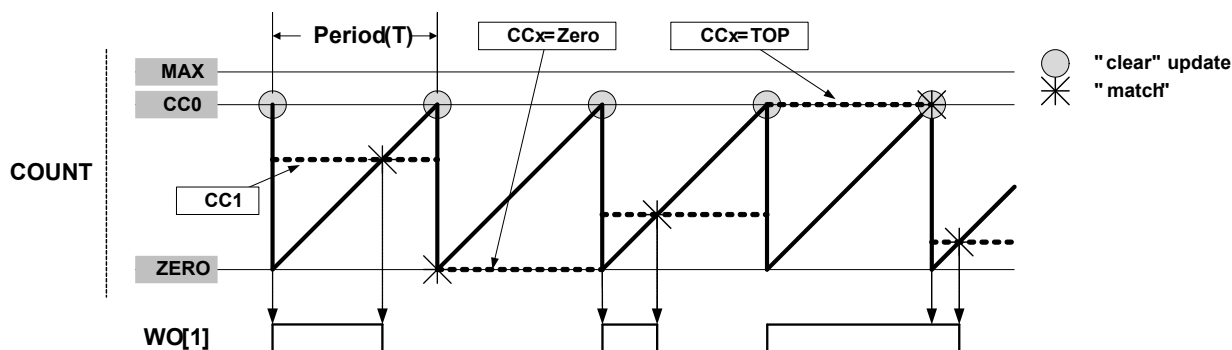 Period(T)
CCx=Zero
CCx=TOP
MAX
"clear" update
CC0
"match"
COUNT
CC1
ZERO
WO[1]